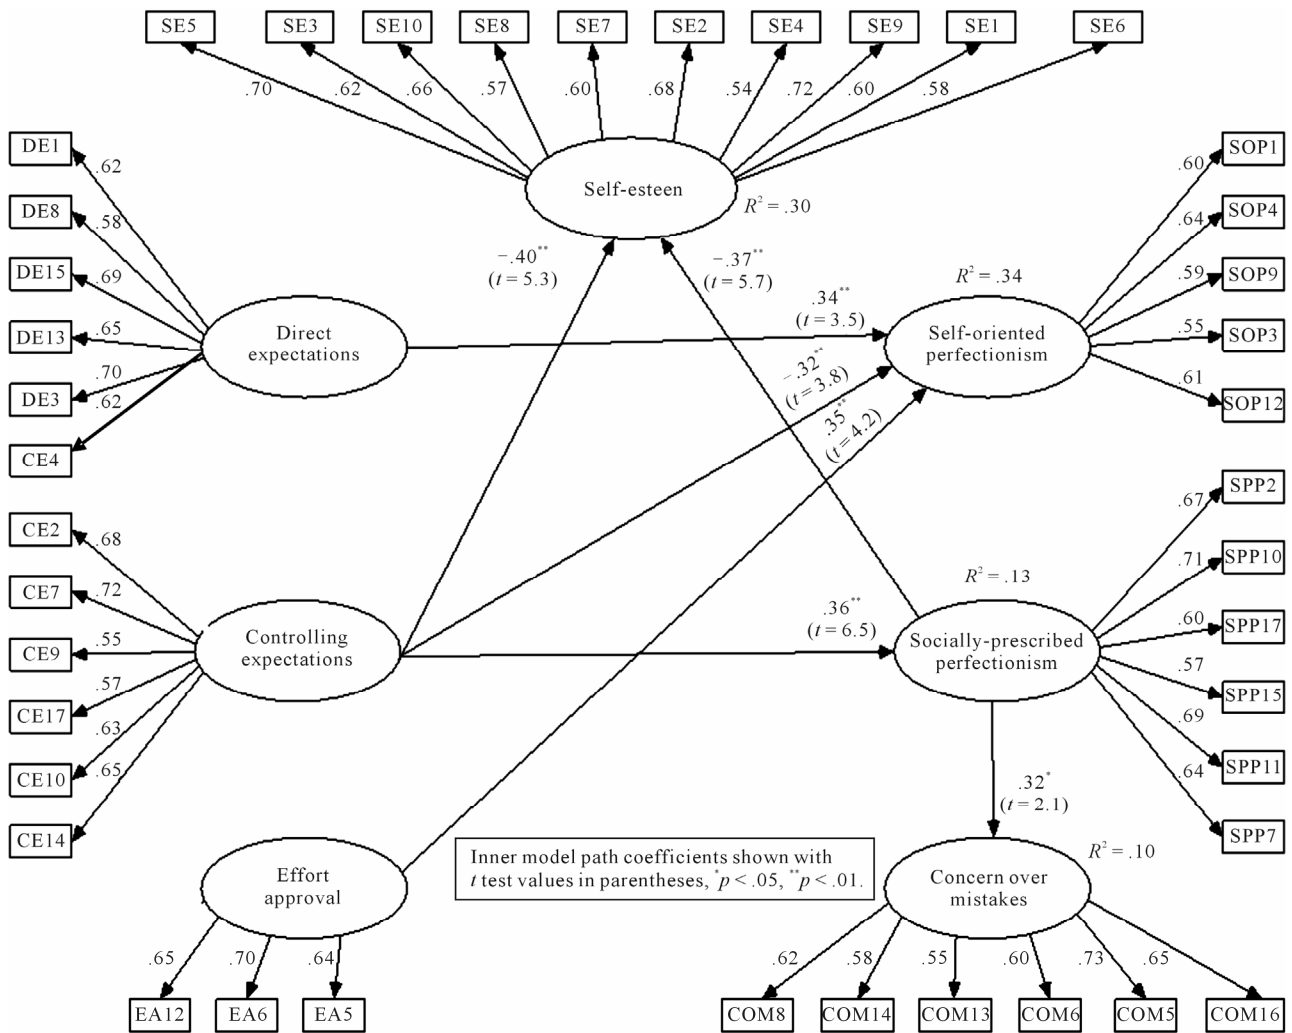 SE5 SE3 SE10 SE8 SE7 SE2 SE4 SE9 SE1 SE6
.70 .62 .66 .57 .60 .68 .54 .72 .60 .58
DE1
.62
DE8
.58
DE15
.69
DE13
.65
DE3
.70
.62
CE4
Self-esteen
R² = .30
SOP1
.60
SOP4
.64
SOP9
.59
SOP3
.55
SOP12
.61
−.40**
(t = 5.3)
−.37**
(t = 5.7)
Direct
expectations
.34**
(t = 3.5)
R² = .34
Self-oriented
perfectionism
−.32**
(t = 3.8)
.35**
(t = 4.2)
CE2
.68
CE7
.72
CE9
.55
CE17
.57
CE10
.63
CE14
.65
Controlling
expectations
.36**
(t = 6.5)
R² = .13
Socially-prescribed
perfectionism
SPP2
.67
SPP10
.71
SPP17
.60
SPP15
.57
SPP11
.69
SPP7
.64
.32*
(t = 2.1)
Effort
approval
Inner model path coefficients shown with
t test values in parentheses, *p < .05, **p < .01.
R² = .10
Concern over
mistakes
.65 .70 .64
EA12 EA6 EA5
.62 .58 .55 .60 .73 .65
COM8 COM14 COM13 COM6 COM5 COM16